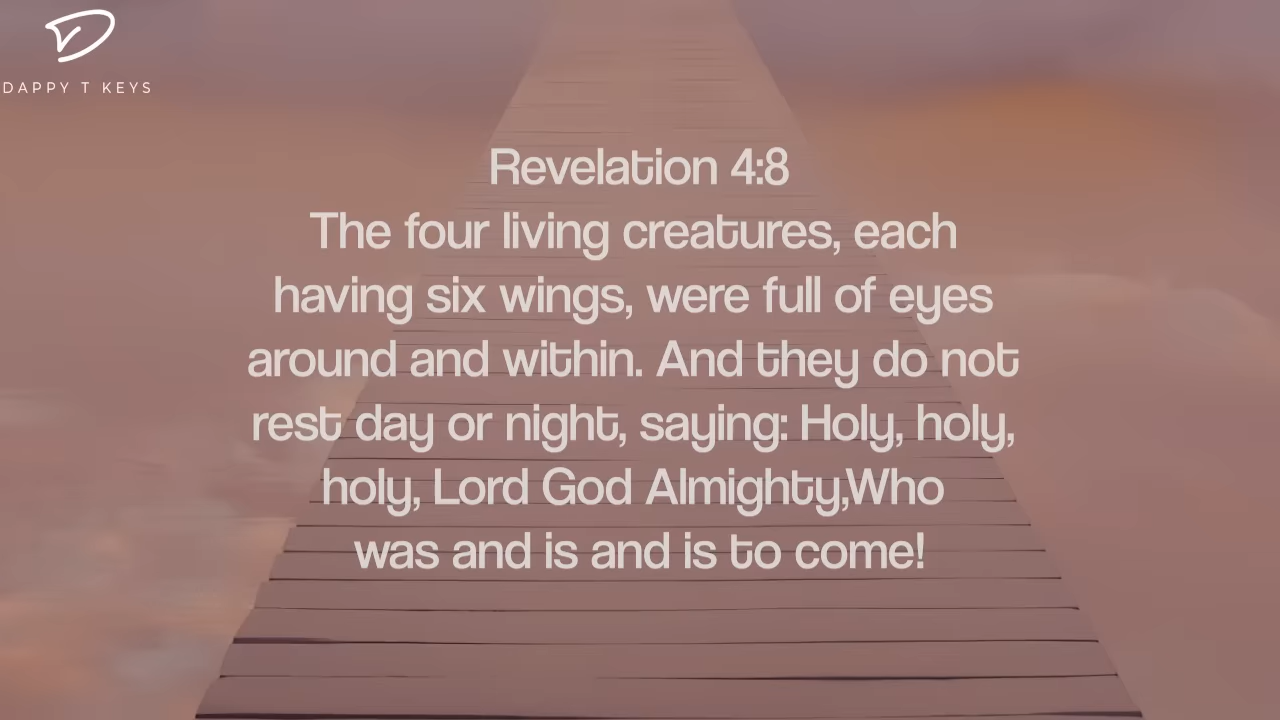 DAPPY T KEYS
Revelation 4:8
The four living creatures, each
having six wings, were full of eyes
around and within. And they do not
rest day or night, saying: Holy, holy,
holy, Lord God Almighty,Who
was and is and is to come!